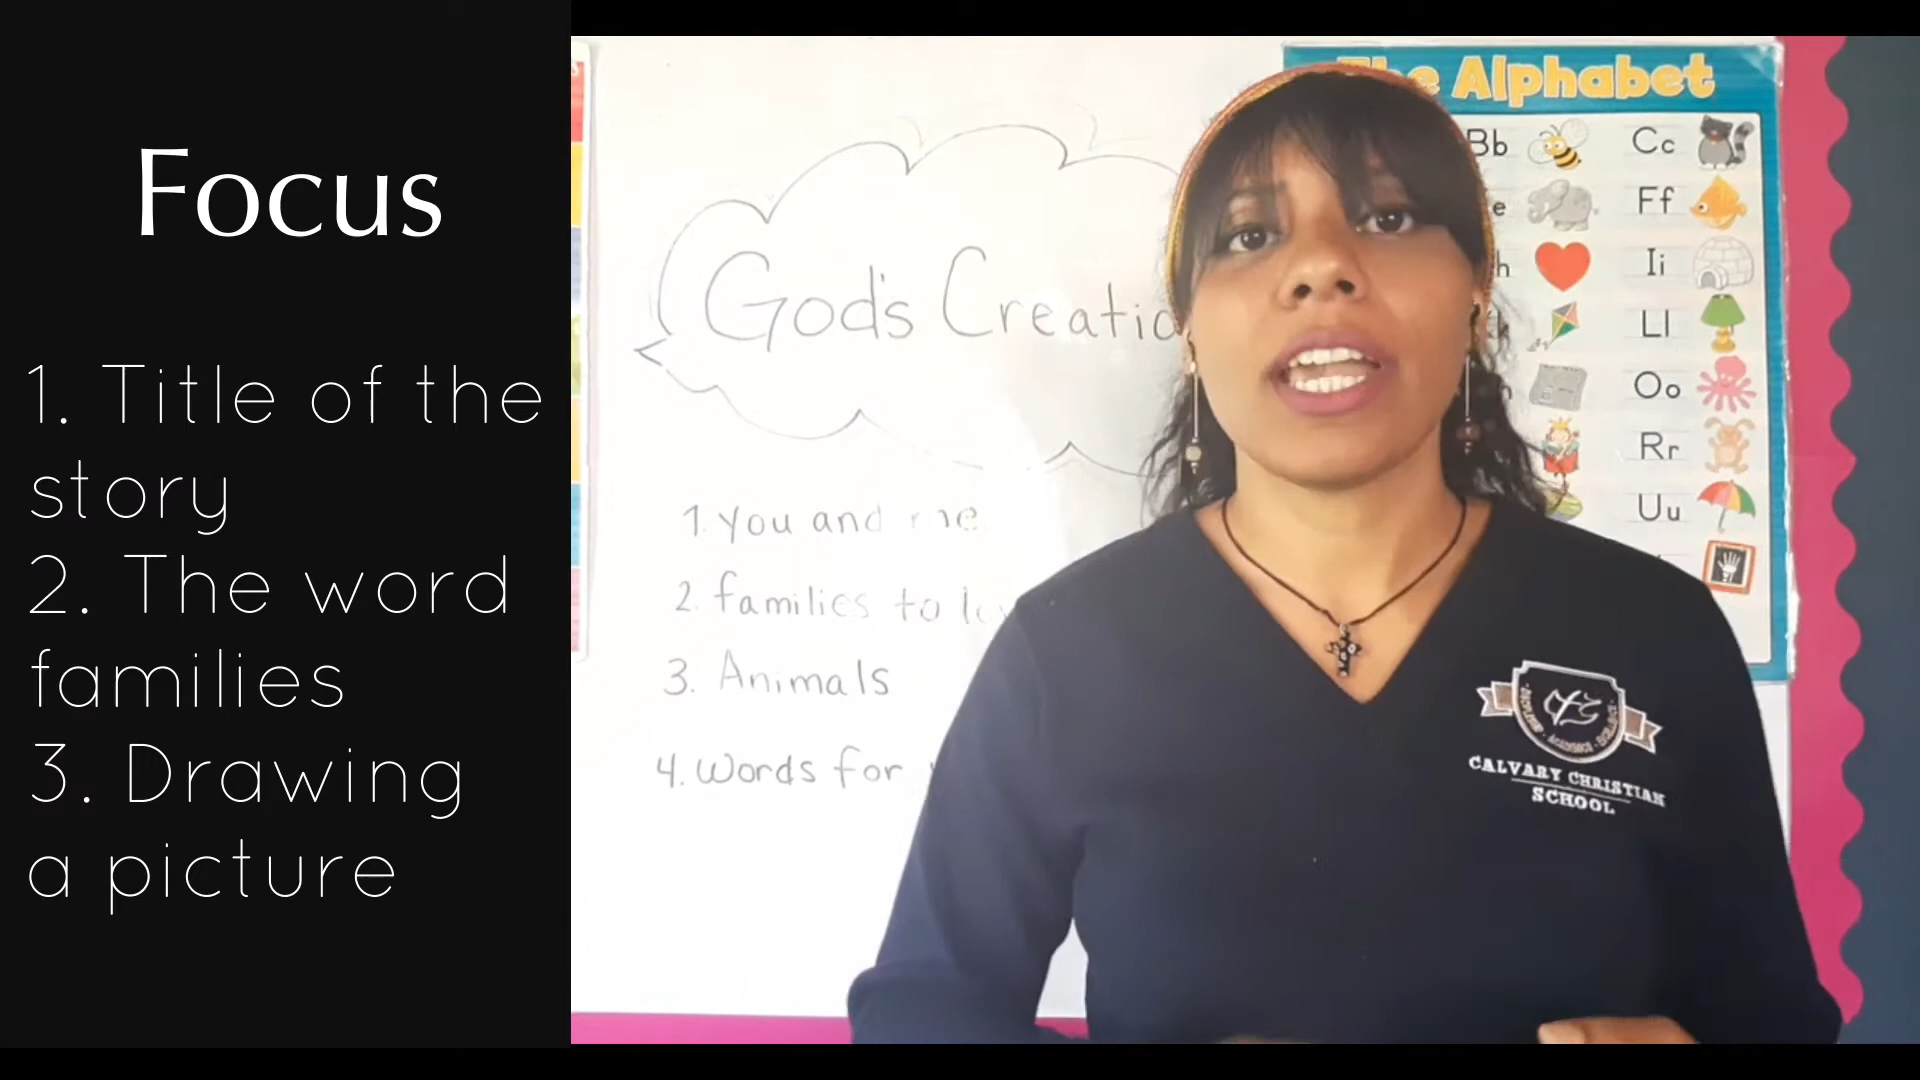 Focus
1. Title of the
story
2. The word
families
3. Drawing
a picture
God's
1. you and
2. families to
3. Animals
4. Words for
Alphabet
Bb
Cc
Ff
Ii
Ll
Oo
Rr
Uu
CALVARY CHRISTIAN
SCHOOL